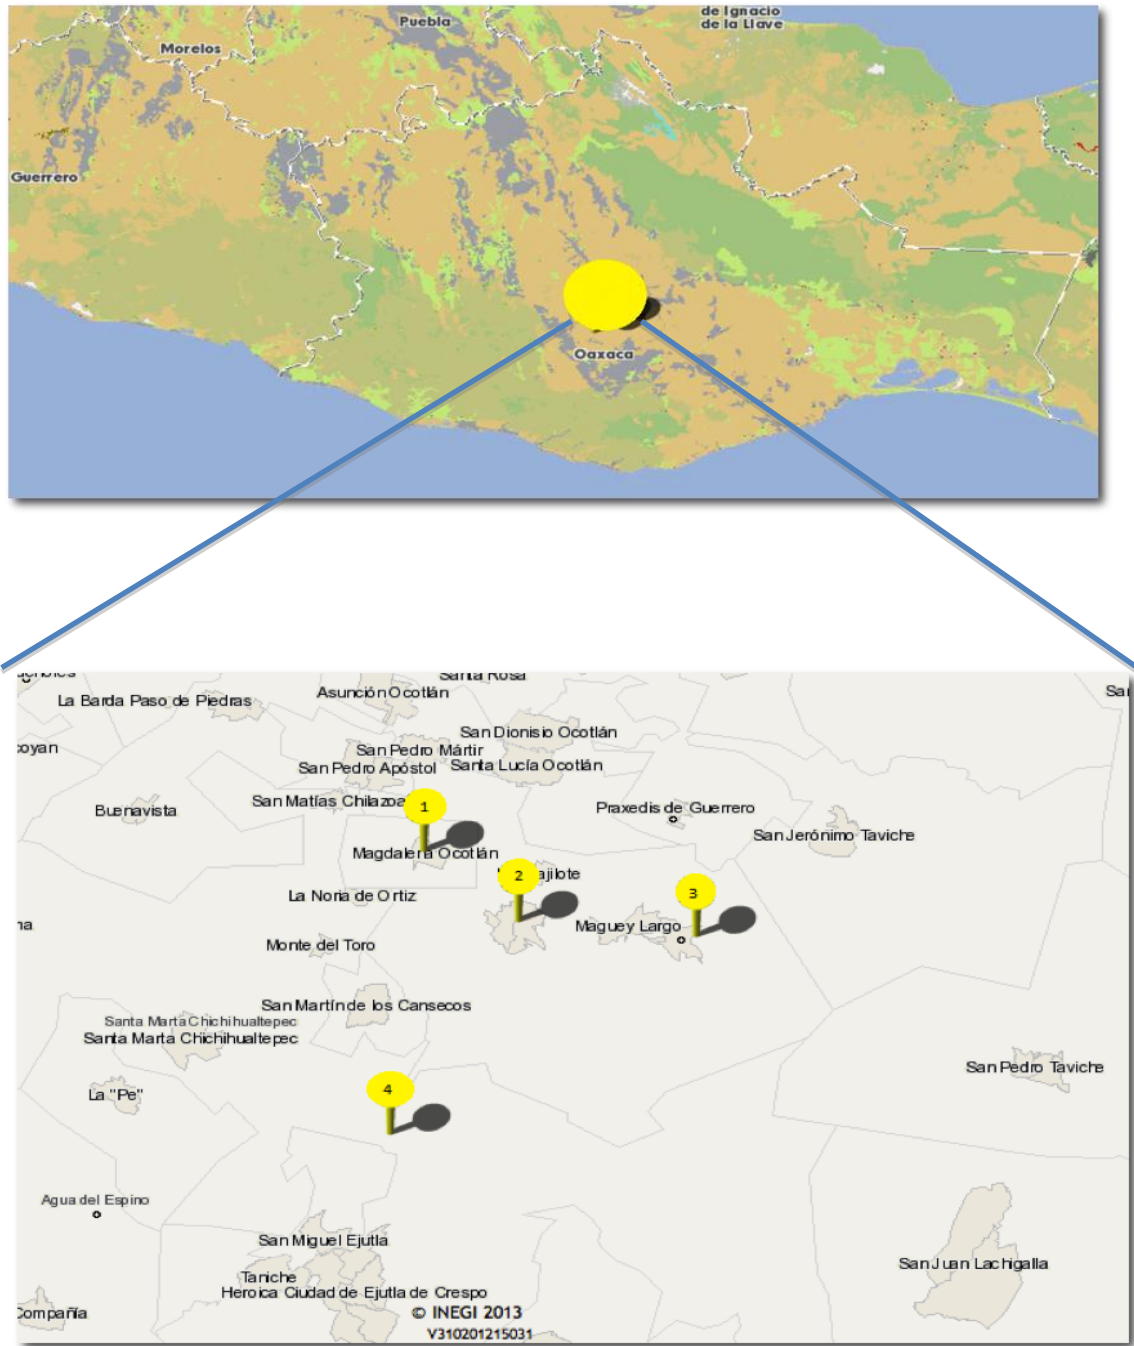 de Ignacio
de la Llave
Puebla
Morelos
Guerrero
Oaxaca
Santa Rosa
La Barda Paso de Piedras
Asunción Ocotlán
San Dionisio Ocotlán
San Pedro Mártir
San Pedro Apóstol
Santa Lucía Ocotlán
San Matías Chilazoa
1
Buenavista
Praxedis de Guerrero
San Jerónimo Taviche
Magdalena Ocotlán
2
3
La Noria de Ortiz
Maguey Largo
Monte del Toro
San Martín de los Cansecos
Santa Marta Chichihualtepec
Santa Marta Chichihualtepec
San Pedro Taviche
La "Pe"
4
Agua del Espino
San Miguel Ejutla
San Juan Lachigalla
Taniche
Heroica Ciudad de Ejutla de Crespo
Compañía
© INEGI 2013
V310201215031